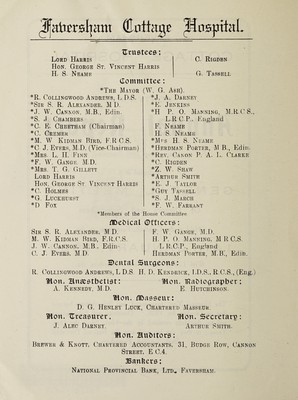 Faversham Cottage Hospital.
Trustees:
LORD HARRIS
HON. GEORGE ST. VINCENT HARRIS
H. S. NEAME
C. RIGDEN
G. TASSELL
Committee:
*THE MAYOR (W. G. ASH).
*R. COLLINGWOOD ANDREWS, L.D.S.
*SIR S. R. ALEXANDER, M.D.
*J. W. CANNON, M.B., Edin.
*S. J. CHAMBERS
*C. E. CHEETHAM (Chairman)
*C. CREMER
*M. W. KIDMAN BIRD, F.R.C.S.
*C J. EVERS, M.D. (Vice-Chairman)
*MRS. L. H. FINN
*F. W. GANGE, M.D.
*MRS. T. G. GILLETT
LORD HARRIS
HON. GEORGE ST VINCENT HARRIS
*C. HOLMES
*G. LUCKHURST
*D FOX
*J. A. DARNEY
*E. JENKINS
*H P. O. MANNING, M.R.C.S.,
L.R.C.P., England
F. NEAME
H. S. NEAME
*MRS H. S. NEAME
*HERDMAN PORTER, M.B., Edin.
*REV. CANON P. A. L. CLARKE
*C. RIGDEN
*Z. W. SHAW
*ARTHUR SMITH
*E. J. TAYLOR
*GUY TASSELL
*S. J. MARCH
*F. W. FARRANT
*Members of the House Committee
Medical Officers:
SIR S. R. ALEXANDER, M.D.
M. W. KIDMAN BIRD, F.R.C.S.
J. W. CANNON, M.B., Edin.
C. J. EVERS, M.D.
F. W. GANGE, M.D.
H. P. O. MANNING, M.R.C.S.
L.R.C.P., England
HERDMAN PORTER, M.B., Edin.
Dental Surgeons:
R. COLLINGWOOD ANDREWS, L.D.S. H. D. KENDRICK, L.D.S., R.C.S., (Eng.)
Hon. Anæsthetist:
A. KENNEDY, M.D.
Hon. Radiographer:
E. HUTCHINSON.
Hon. Masseur:
D. G. HENLEY LUCK, CHARTERED MASSEUR
Hon. Treasurer.
J. ALEC DARNEY
Hon. Secretary:
ARTHUR SMITH.
Hon. Auditors:
BREWER & KNOTT, CHARTERED ACCOUNTANTS, 31, BUDGE ROW, CANNON
STREET, E.C.4.
Bankers:
NATIONAL PROVINCIAL BANK, LTD., FAVERSHAM.